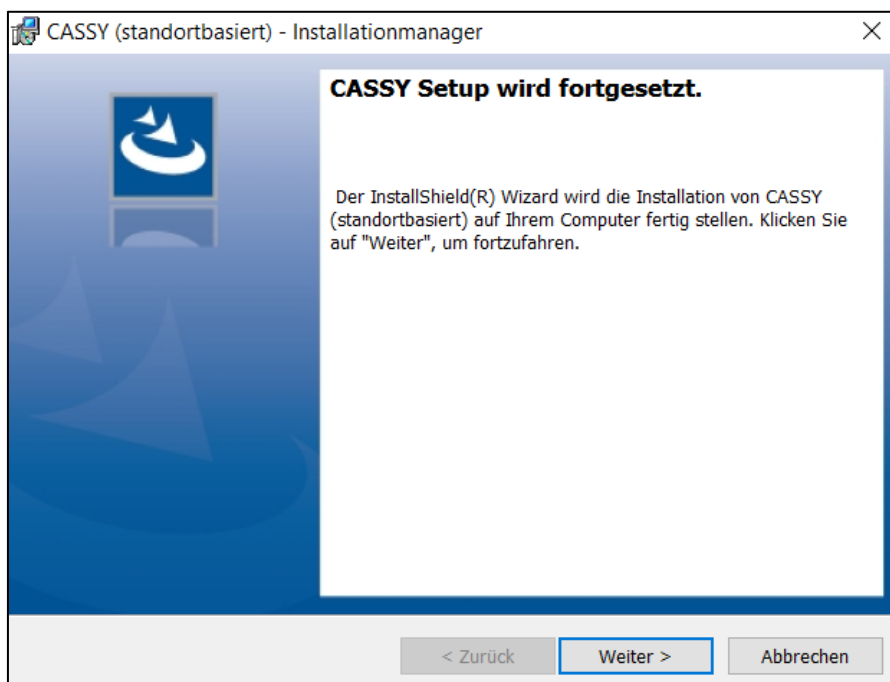 CASSY (standortbasiert) - Installationmanager
CASSY Setup wird fortgesetzt.
Der InstallShield(R) Wizard wird die Installation von CASSY
(standortbasiert) auf Ihrem Computer fertig stellen. Klicken Sie
auf "Weiter", um fortzufahren.
< Zurück Weiter > Abbrechen